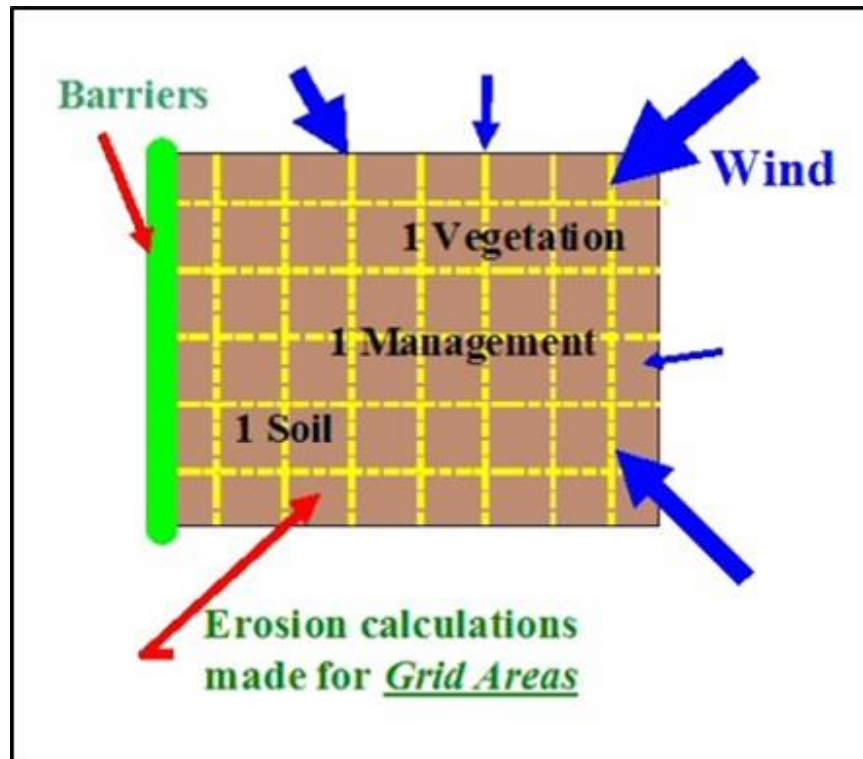 Barriers
Wind
1 Vegetation
1 Management
1 Soil
Erosion calculations
made for Grid Areas